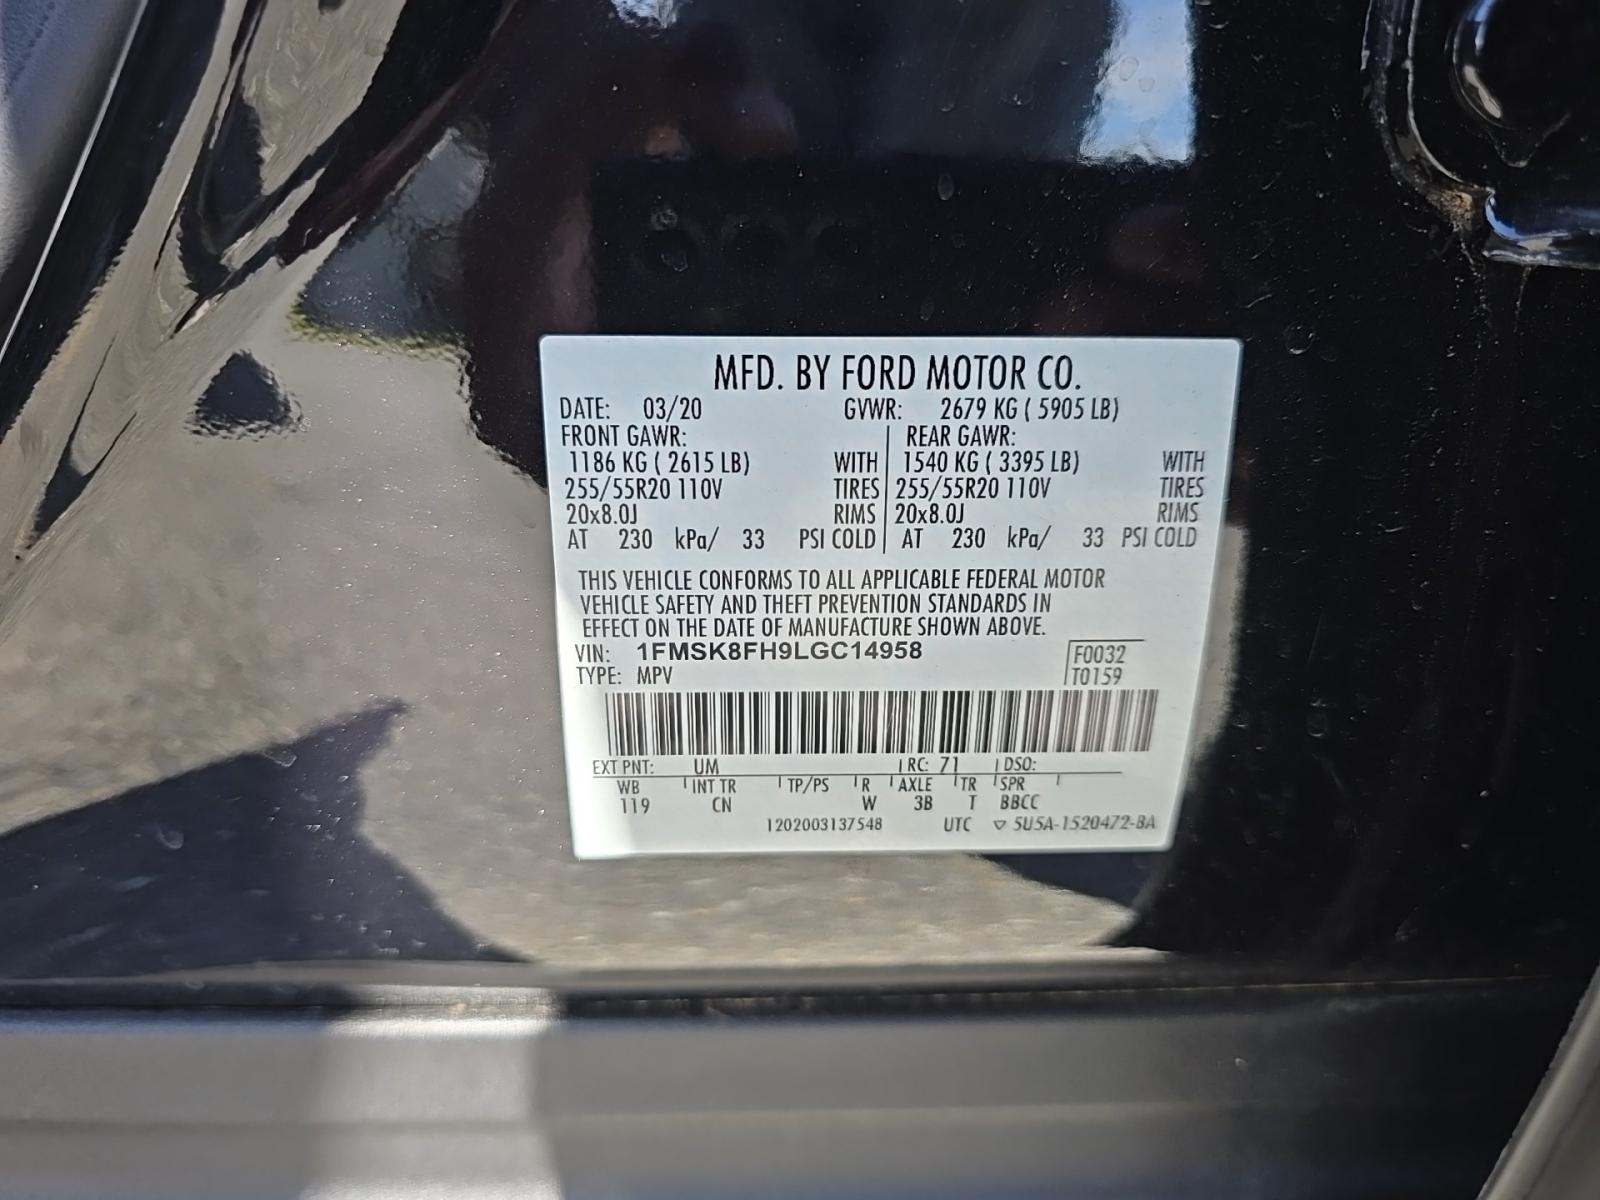 MFD. BY FORD MOTOR CO.
DATE: 03/20 GVWR: 2679 KG ( 5905 LB)
FRONT GAWR: REAR GAWR:
1186 KG ( 2615 LB) WITH 1540 KG ( 3395 LB) WITH
255/55R20 110V TIRES 255/55R20 110V TIRES
20x8.0J RIMS 20x8.0J RIMS
AT 230 kPa/ 33 PSI COLD AT 230 kPa/ 33 PSI COLD
THIS VEHICLE CONFORMS TO ALL APPLICABLE FEDERAL MOTOR
VEHICLE SAFETY AND THEFT PREVENTION STANDARDS IN
EFFECT ON THE DATE OF MANUFACTURE SHOWN ABOVE.
VIN: 1FMSK8FH9LGC14958 F0032
TYPE: MPV T0159
EXT PNT: UM RC: 71 DSO:
WB INT TR TP/PS R AXLE TR SPR
119 CN W 3B T BBCC
1202003137548 UTC ▽ 5U5A-1520472-BA